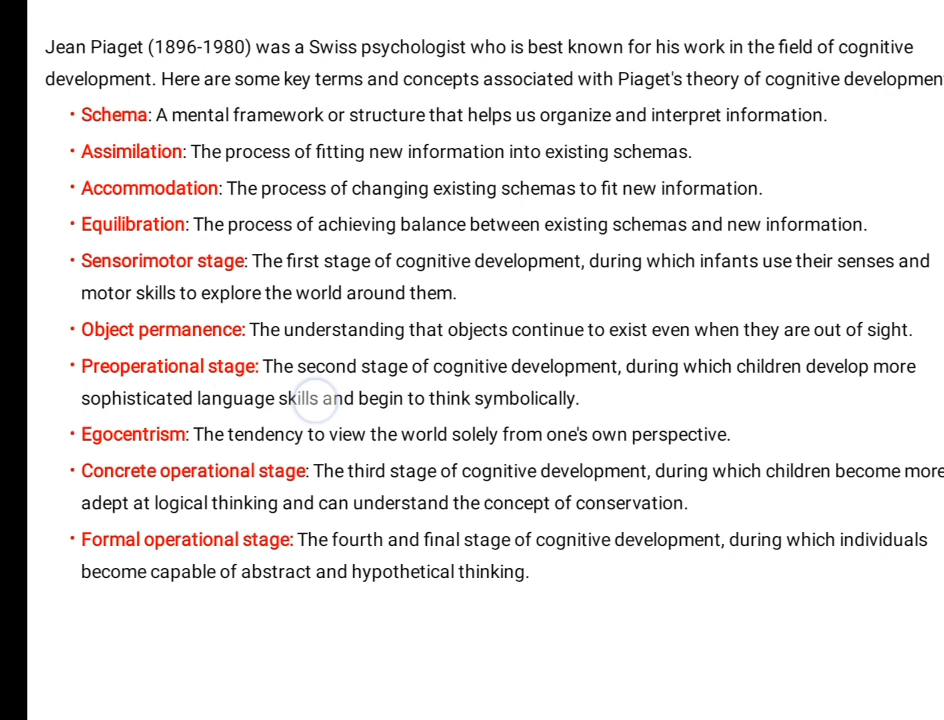 Jean Piaget (1896-1980) was a Swiss psychologist who is best known for his work in the field of cognitive
development. Here are some key terms and concepts associated with Piaget's theory of cognitive developmen
• Schema: A mental framework or structure that helps us organize and interpret information.
• Assimilation: The process of fitting new information into existing schemas.
• Accommodation: The process of changing existing schemas to fit new information.
• Equilibration: The process of achieving balance between existing schemas and new information.
• Sensorimotor stage: The first stage of cognitive development, during which infants use their senses and
motor skills to explore the world around them.
• Object permanence: The understanding that objects continue to exist even when they are out of sight.
• Preoperational stage: The second stage of cognitive development, during which children develop more
sophisticated language skills and begin to think symbolically.
• Egocentrism: The tendency to view the world solely from one's own perspective.
• Concrete operational stage: The third stage of cognitive development, during which children become more
adept at logical thinking and can understand the concept of conservation.
• Formal operational stage: The fourth and final stage of cognitive development, during which individuals
become capable of abstract and hypothetical thinking.